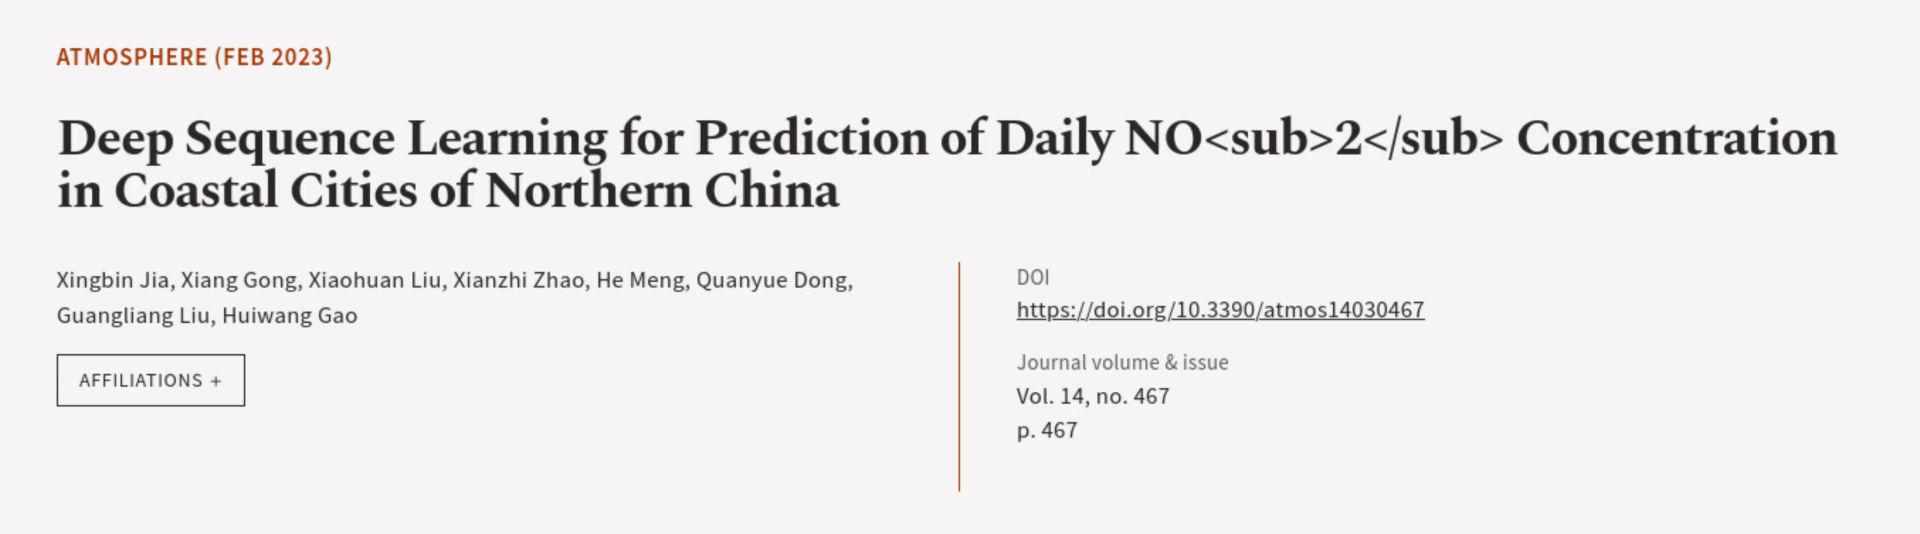 ATMOSPHERE (FEB 2023)
Deep Sequence Learning for Prediction of Daily NO<sub>2</sub> Concentration
in Coastal Cities of Northern China
Xingbin Jia, Xiang Gong, Xiaohuan Liu, Xianzhi Zhao, He Meng, Quanyue Dong,
Guangliang Liu, Huiwang Gao
AFFILIATIONS +
DOI
https://doi.org/10.3390/atmos14030467
Journal volume & issue
Vol. 14, no. 467
p. 467